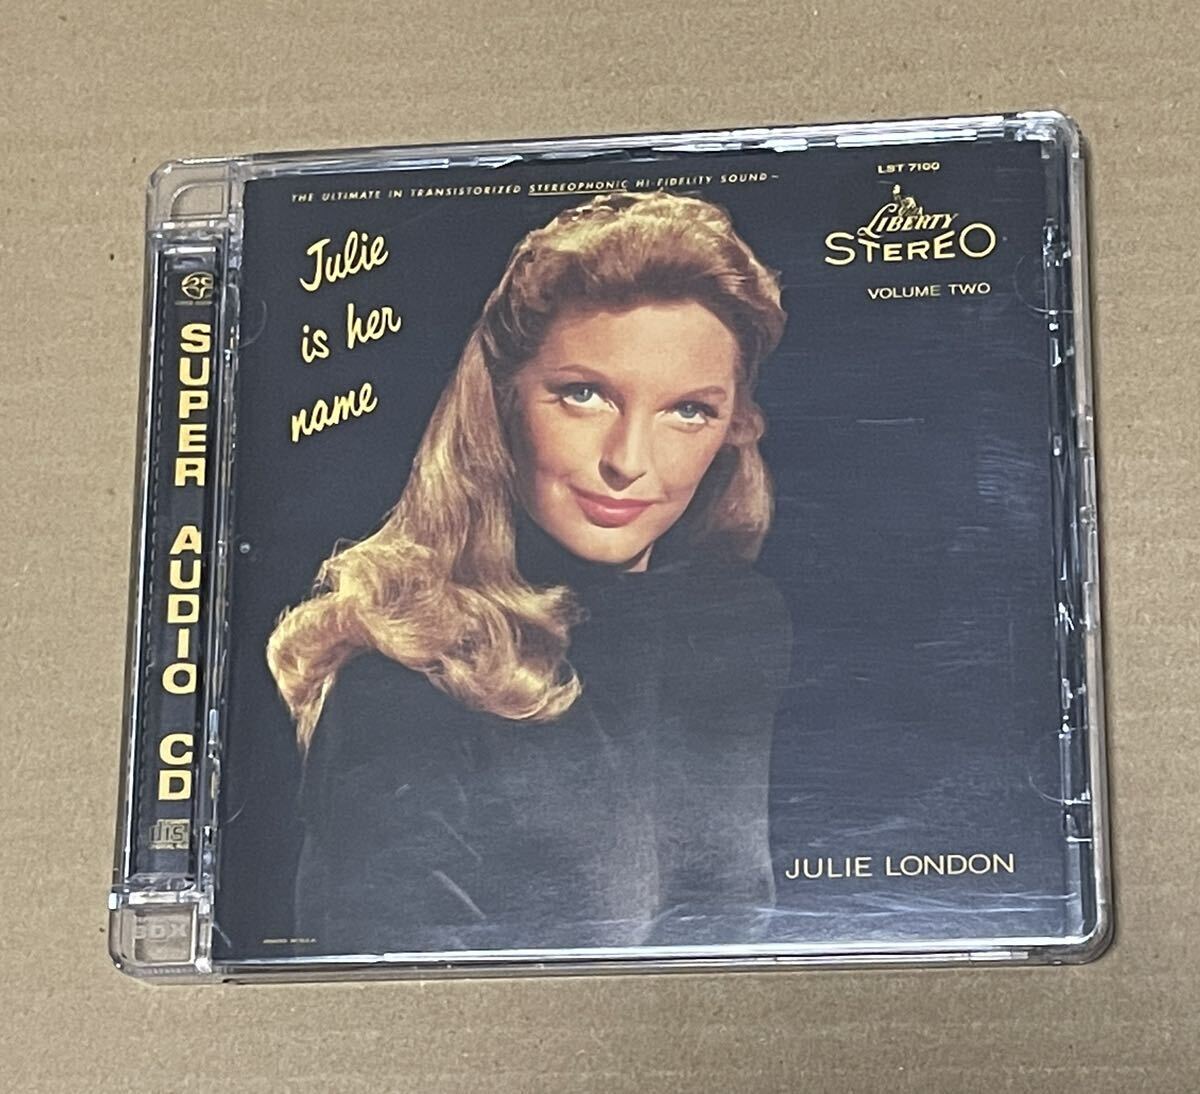 THE ULTIMATE IN TRANSISTORIZED STEREOPHONIC HI-FIDELITY SOUND~
LST 7100
LIBERTY
STEREO
VOLUME TWO
Julie
is her
name
JULIE LONDON
SUPER AUDIO CD